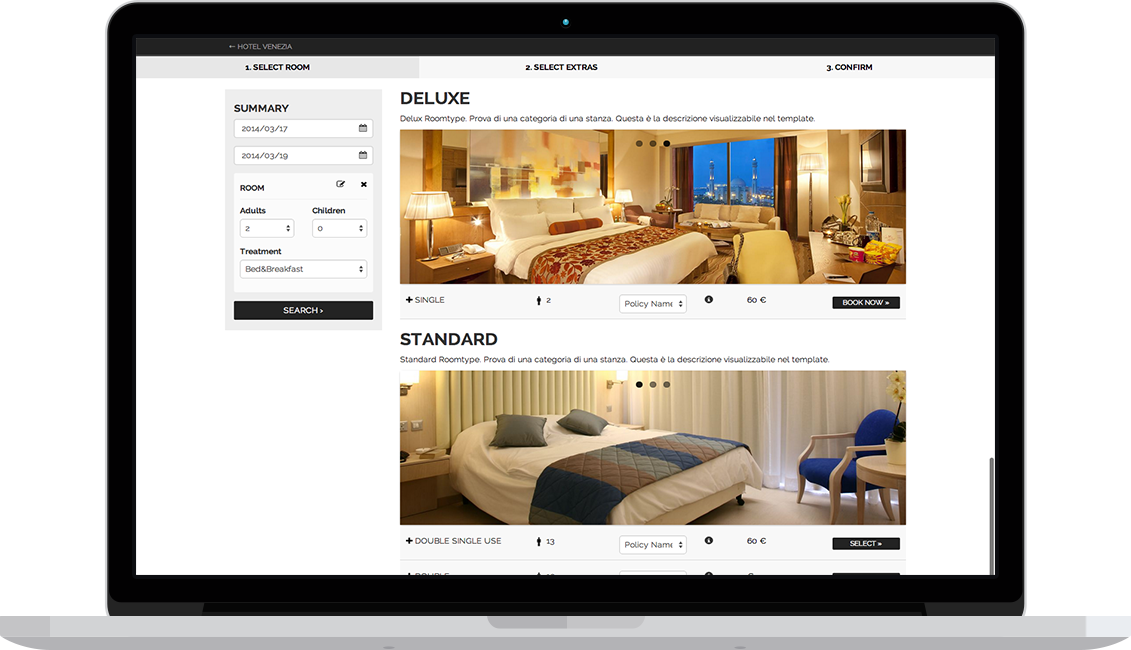 ← HOTEL VENEZIA
1. SELECT ROOM
2. SELECT EXTRAS
3. CONFIRM
SUMMARY
2014/03/17
2014/03/19
ROOM
Adults
Children
2
0
Treatment
Bed&Breakfast
SEARCH ›
DELUXE
Delux Roomtype. Prova di una categoria di una stanza. Questa è la descrizione visualizzabile nel template.
+ SINGLE
2
Policy Name
60 €
BOOK NOW »
STANDARD
Standard Roomtype. Prova di una categoria di una stanza. Questa è la descrizione visualizzabile nel template.
+ DOUBLE SINGLE USE
13
Policy Name
60 €
SELECT »